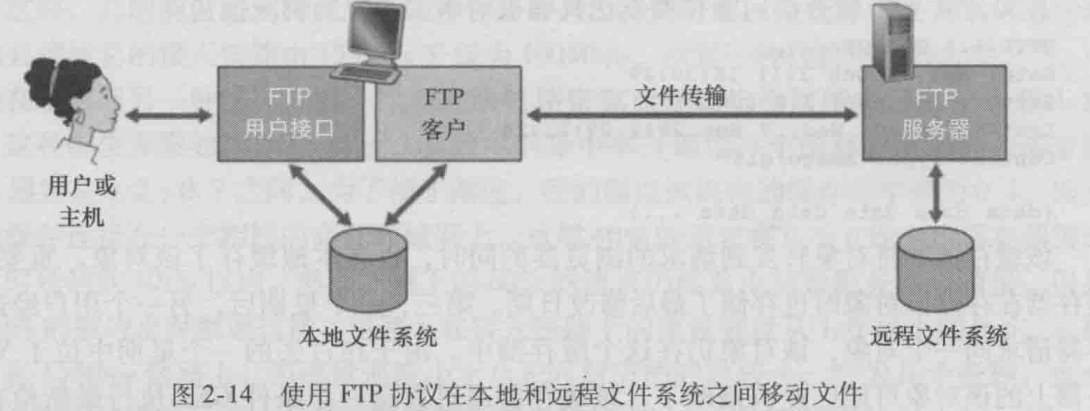 FTP
用户接口
FTP
客户
文件传输
FTP
服务器
用户或
主机
本地文件系统
远程文件系统
图 2-14 使用 FTP 协议在本地和远程文件系统之间移动文件